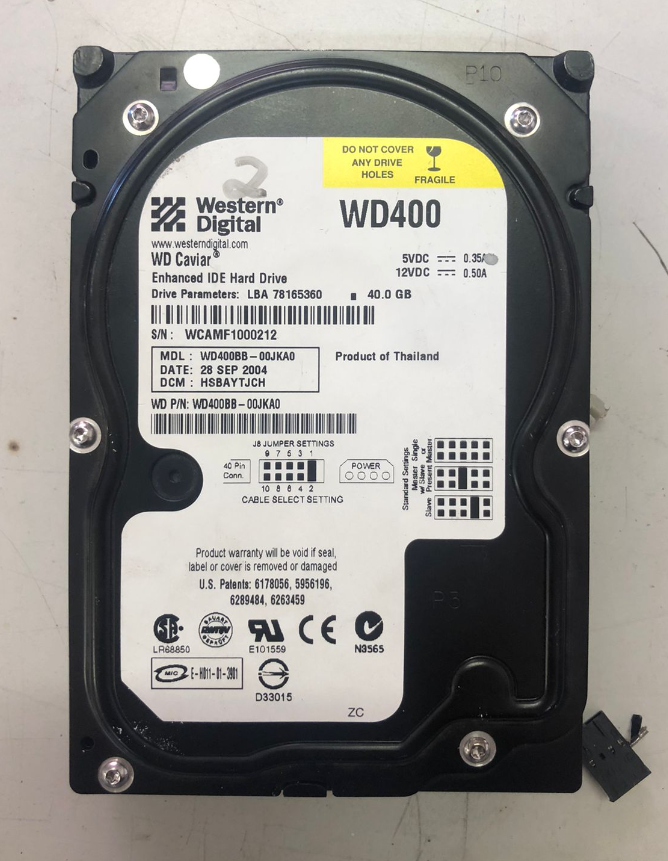 P10
DO NOT COVER
ANY DRIVE
HOLES
FRAGILE
2
Western®
Digital
WD400
www.westerndigital.com
WD Caviar®
5VDC 0.35A
12VDC 0.50A
Enhanced IDE Hard Drive
Drive Parameters: LBA 78165360 ■ 40.0 GB
S/N: WCAMF1000212
MDL: WD400BB-00JKA0
DATE: 28 SEP 2004
DCM: HSBAYTJCH
Product of Thailand
WD P/N: WD400BB-00JKA0
J8 JUMPER SETTINGS
9 7 5 3 1
40 Pin
Conn.
10 8 6 4 2
CABLE SELECT SETTING
POWER
Standard Settings
Master Single
Master w/ Slave
Slave Present or
Product warranty will be void if seal,
label or cover is removed or damaged
U.S. Patents: 6178056, 5956196,
6289484, 6263459
LR68850
E101559
CE
N3565
MIC E-H011-01-3901
D33015
ZC